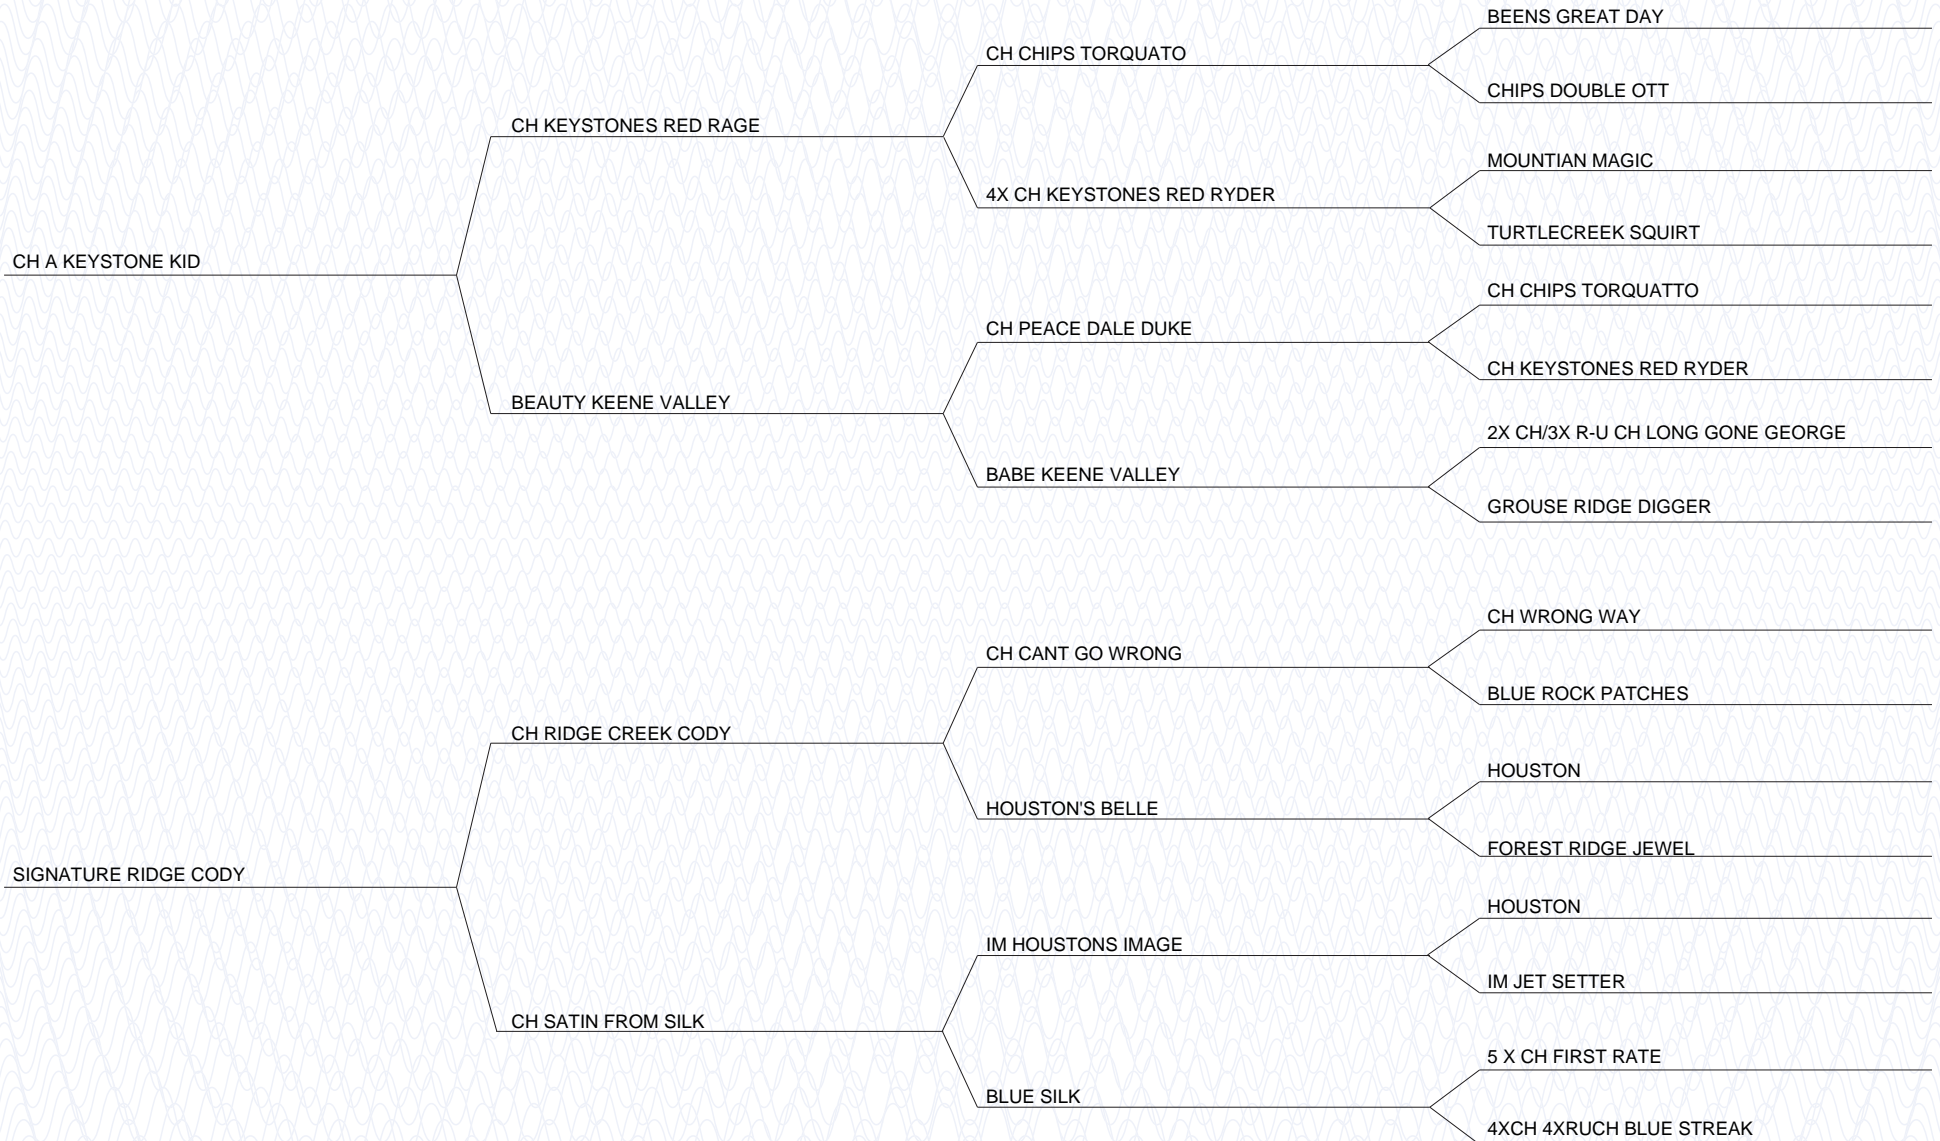 BEENS GREAT DAY
CH CHIPS TORQUATO
CHIPS DOUBLE OTT
CH KEYSTONES RED RAGE
MOUNTIAN MAGIC
4X CH KEYSTONES RED RYDER
TURTLECREEK SQUIRT
CH A KEYSTONE KID
CH CHIPS TORQUATTO
CH PEACE DALE DUKE
CH KEYSTONES RED RYDER
BEAUTY KEENE VALLEY
2X CH/3X R-U CH LONG GONE GEORGE
BABE KEENE VALLEY
GROUSE RIDGE DIGGER
CH WRONG WAY
CH CANT GO WRONG
BLUE ROCK PATCHES
CH RIDGE CREEK CODY
HOUSTON
HOUSTON'S BELLE
FOREST RIDGE JEWEL
SIGNATURE RIDGE CODY
HOUSTON
IM HOUSTONS IMAGE
IM JET SETTER
CH SATIN FROM SILK
5 X CH FIRST RATE
BLUE SILK
4XCH 4XRUCH BLUE STREAK